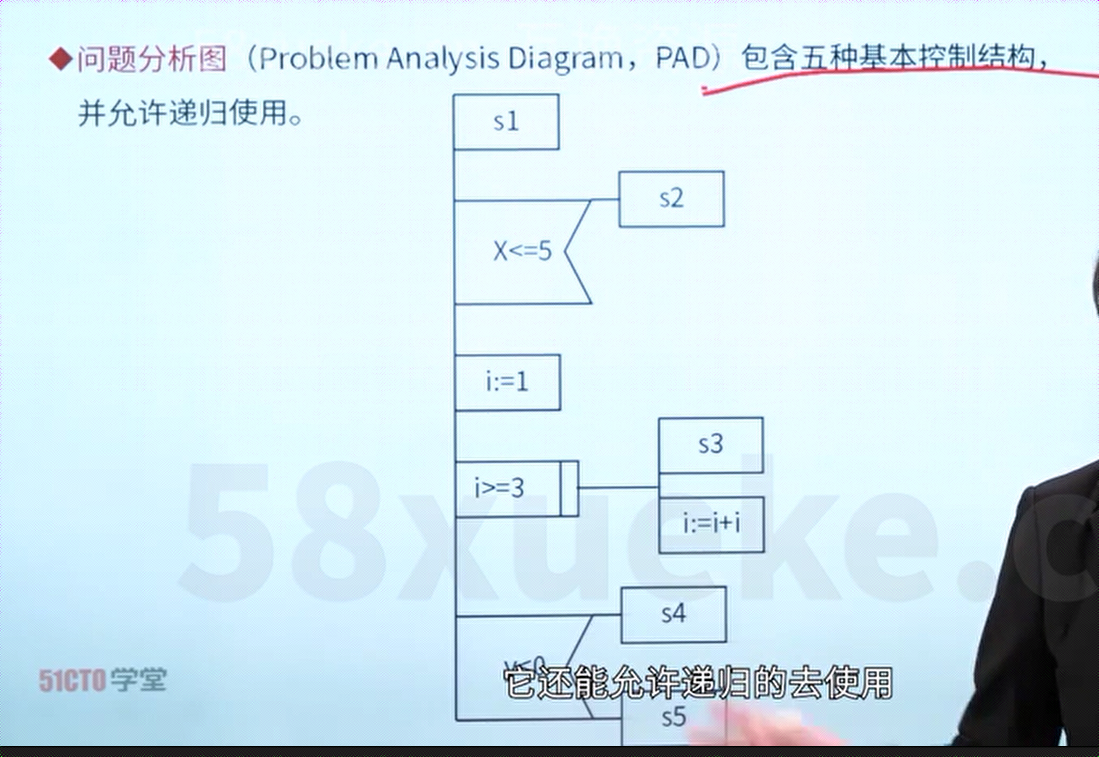 ◆问题分析图（Problem Analysis Diagram，PAD）包含五种基本控制结构，
并允许递归使用。
s1
s2
X<=5
i:=1
s3
i>=3
i:=i+i
s4
51CTO学堂
它还能允许递归的去使用
s5
58xueke.c